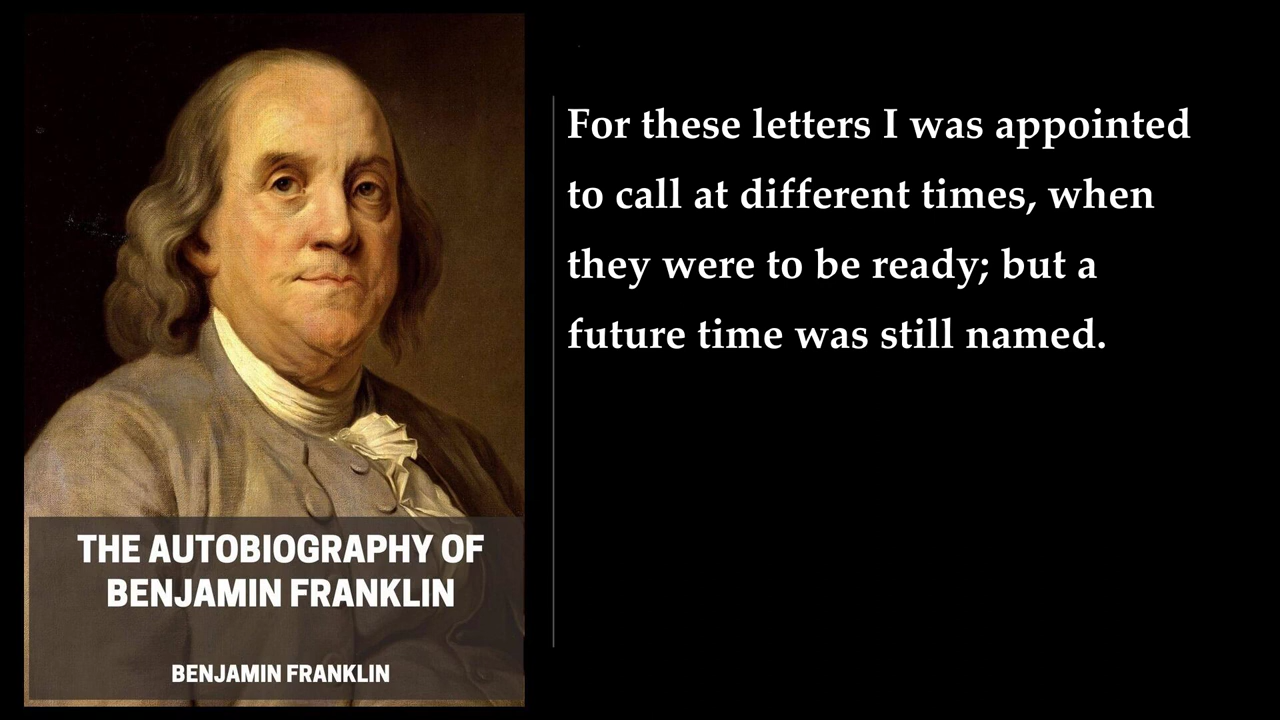 For these letters I was appointed
to call at different times, when
they were to be ready; but a
future time was still named.
THE AUTOBIOGRAPHY OF
BENJAMIN FRANKLIN
BENJAMIN FRANKLIN